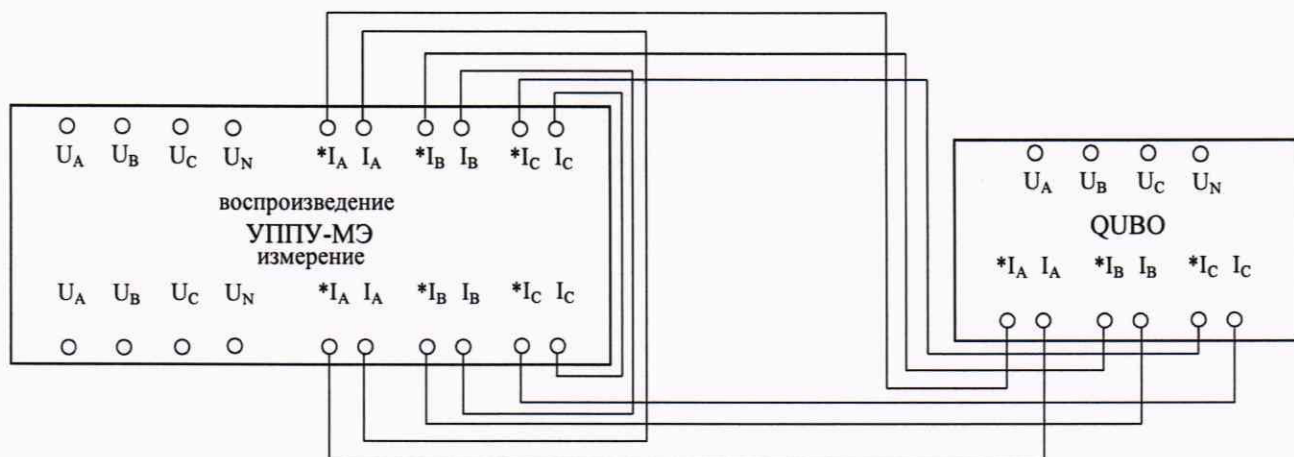 U_A U_B U_C U_N *I_A I_A *I_B I_B *I_C I_C
воспроизведение
УППУ-МЭ
измерение
U_A U_B U_C U_N *I_A I_A *I_B I_B *I_C I_C
U_A U_B U_C U_N
QUBO
*I_A I_A *I_B I_B *I_C I_C